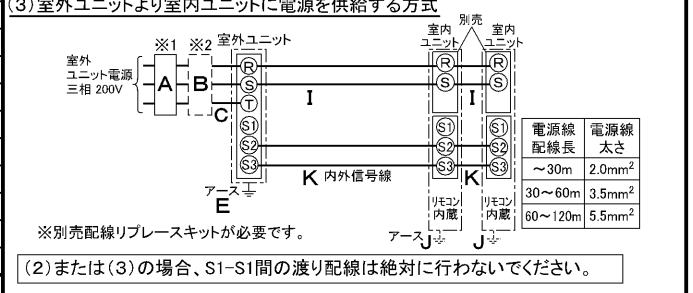 (3)室外ユニットより室内ユニットに電源を供給する方式
別売
※1 ※2 室外ユニット 室内ユニット 室内ユニット
室外
ユニット電源
三相 200V
A B C
R S T S1 S2 S3
I I
R S S1 S2 S3
R S S1 S2 S3
K 内外信号線 K
アース
E
リモコン内蔵 リモコン内蔵
アース J J
電源線配線長 電源線太さ
~30m 2.0mm²
30~60m 3.5mm²
60~120m 5.5mm²
※別売配線リプレースキットが必要です。
(2)または(3)の場合、S1-S1間の渡り配線は絶対に行わないでください。